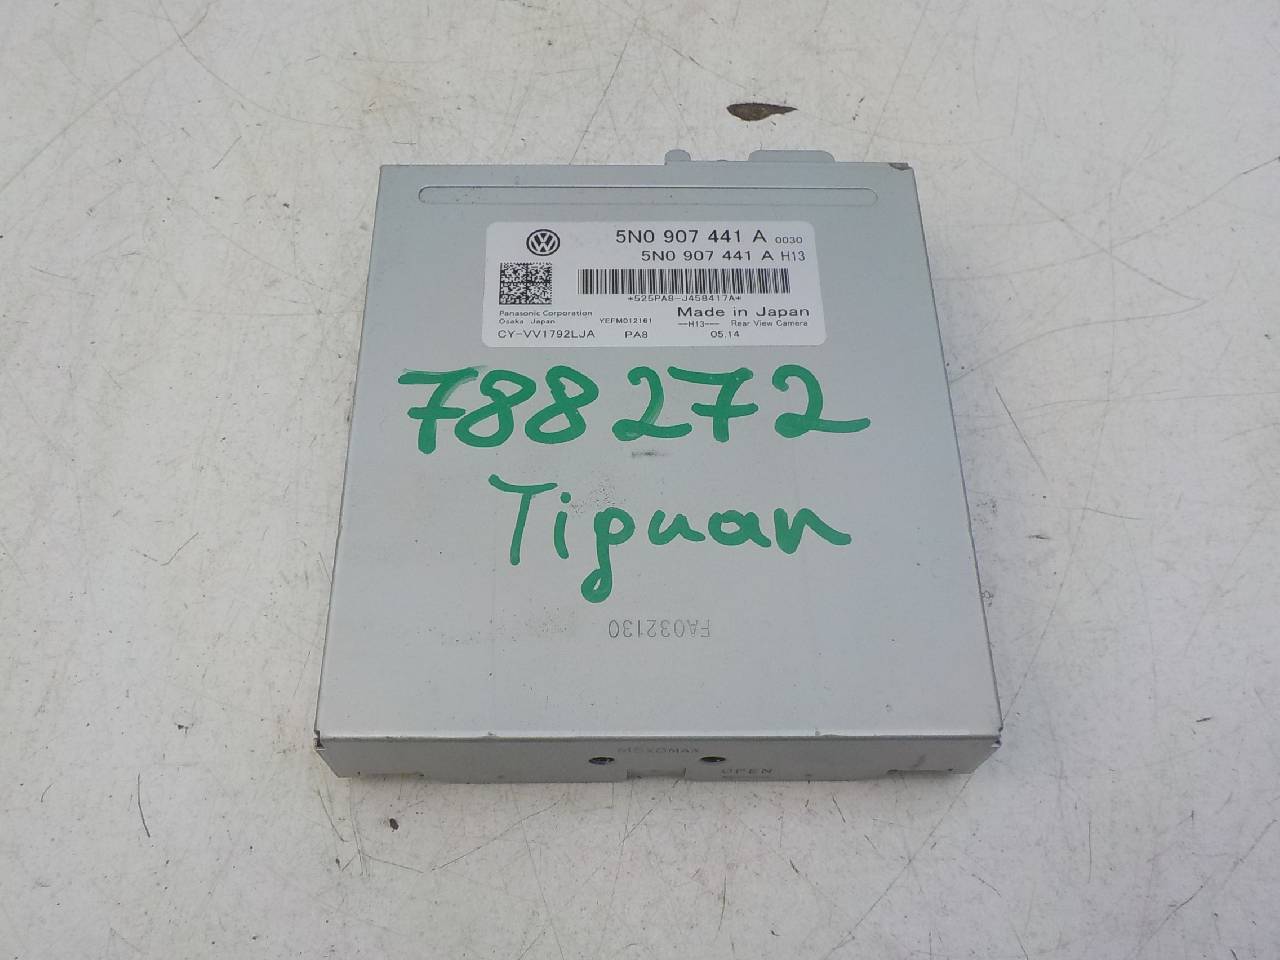 5N0 907 441 A 0030
5N0 907 441 A H13
*525PA8-J458417A*
Panasonic Corporation
Made in Japan
Osaka Japan YEFM012161 —H13— Rear View Camera
CY-VV1792LJA PA8 05.14
788272
Tiguan
FA032130
OPEN